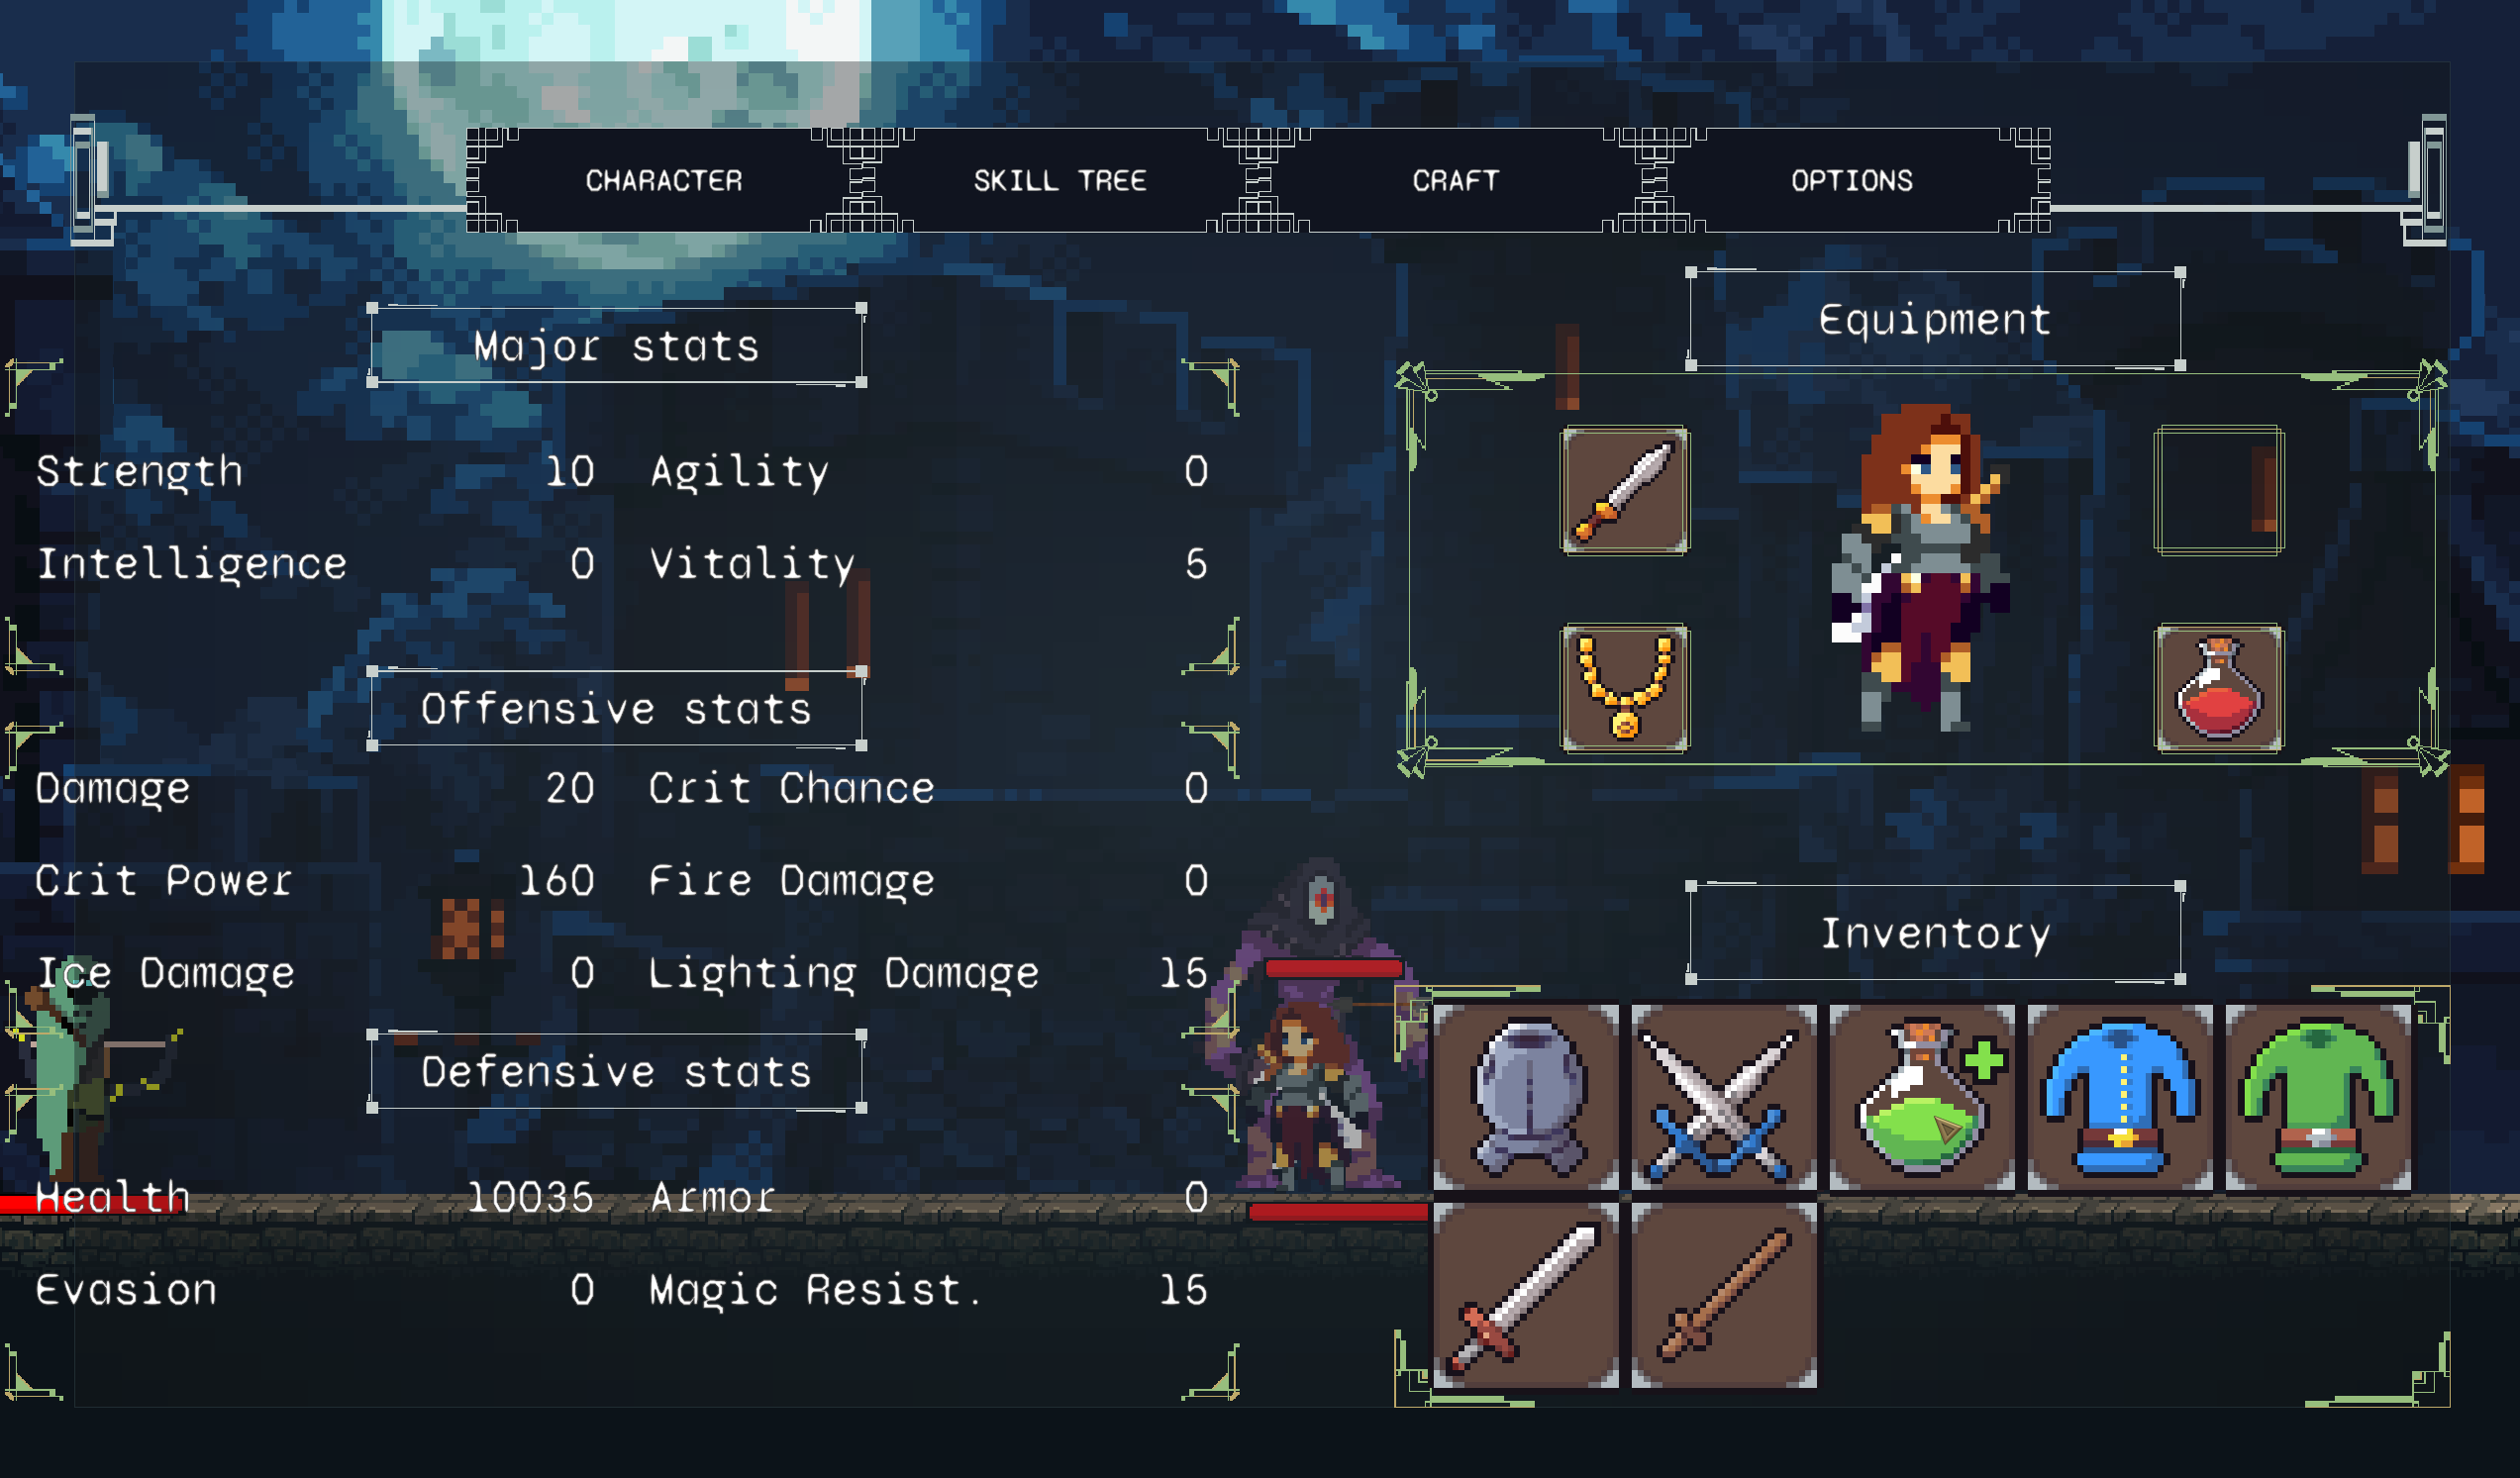 CHARACTER SKILL TREE CRAFT OPTIONS
Major stats
Strength 10 Agility 0
Intelligence 0 Vitality 5
Offensive stats
Damage 20 Crit Chance 0
Crit Power 160 Fire Damage 0
Ice Damage 0 Lighting Damage 15
Defensive stats
Health 10035 Armor 0
Evasion 0 Magic Resist. 15
Equipment
Inventory